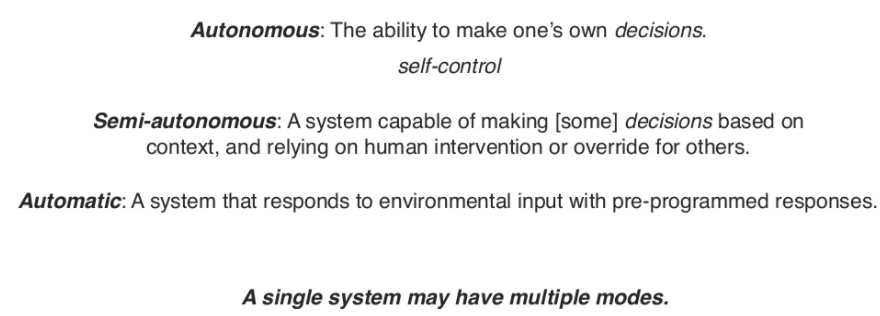 Autonomous: The ability to make one’s own decisions.
self-control
Semi-autonomous: A system capable of making [some] decisions based on
context, and relying on human intervention or override for others.
Automatic: A system that responds to environmental input with pre-programmed responses.
A single system may have multiple modes.